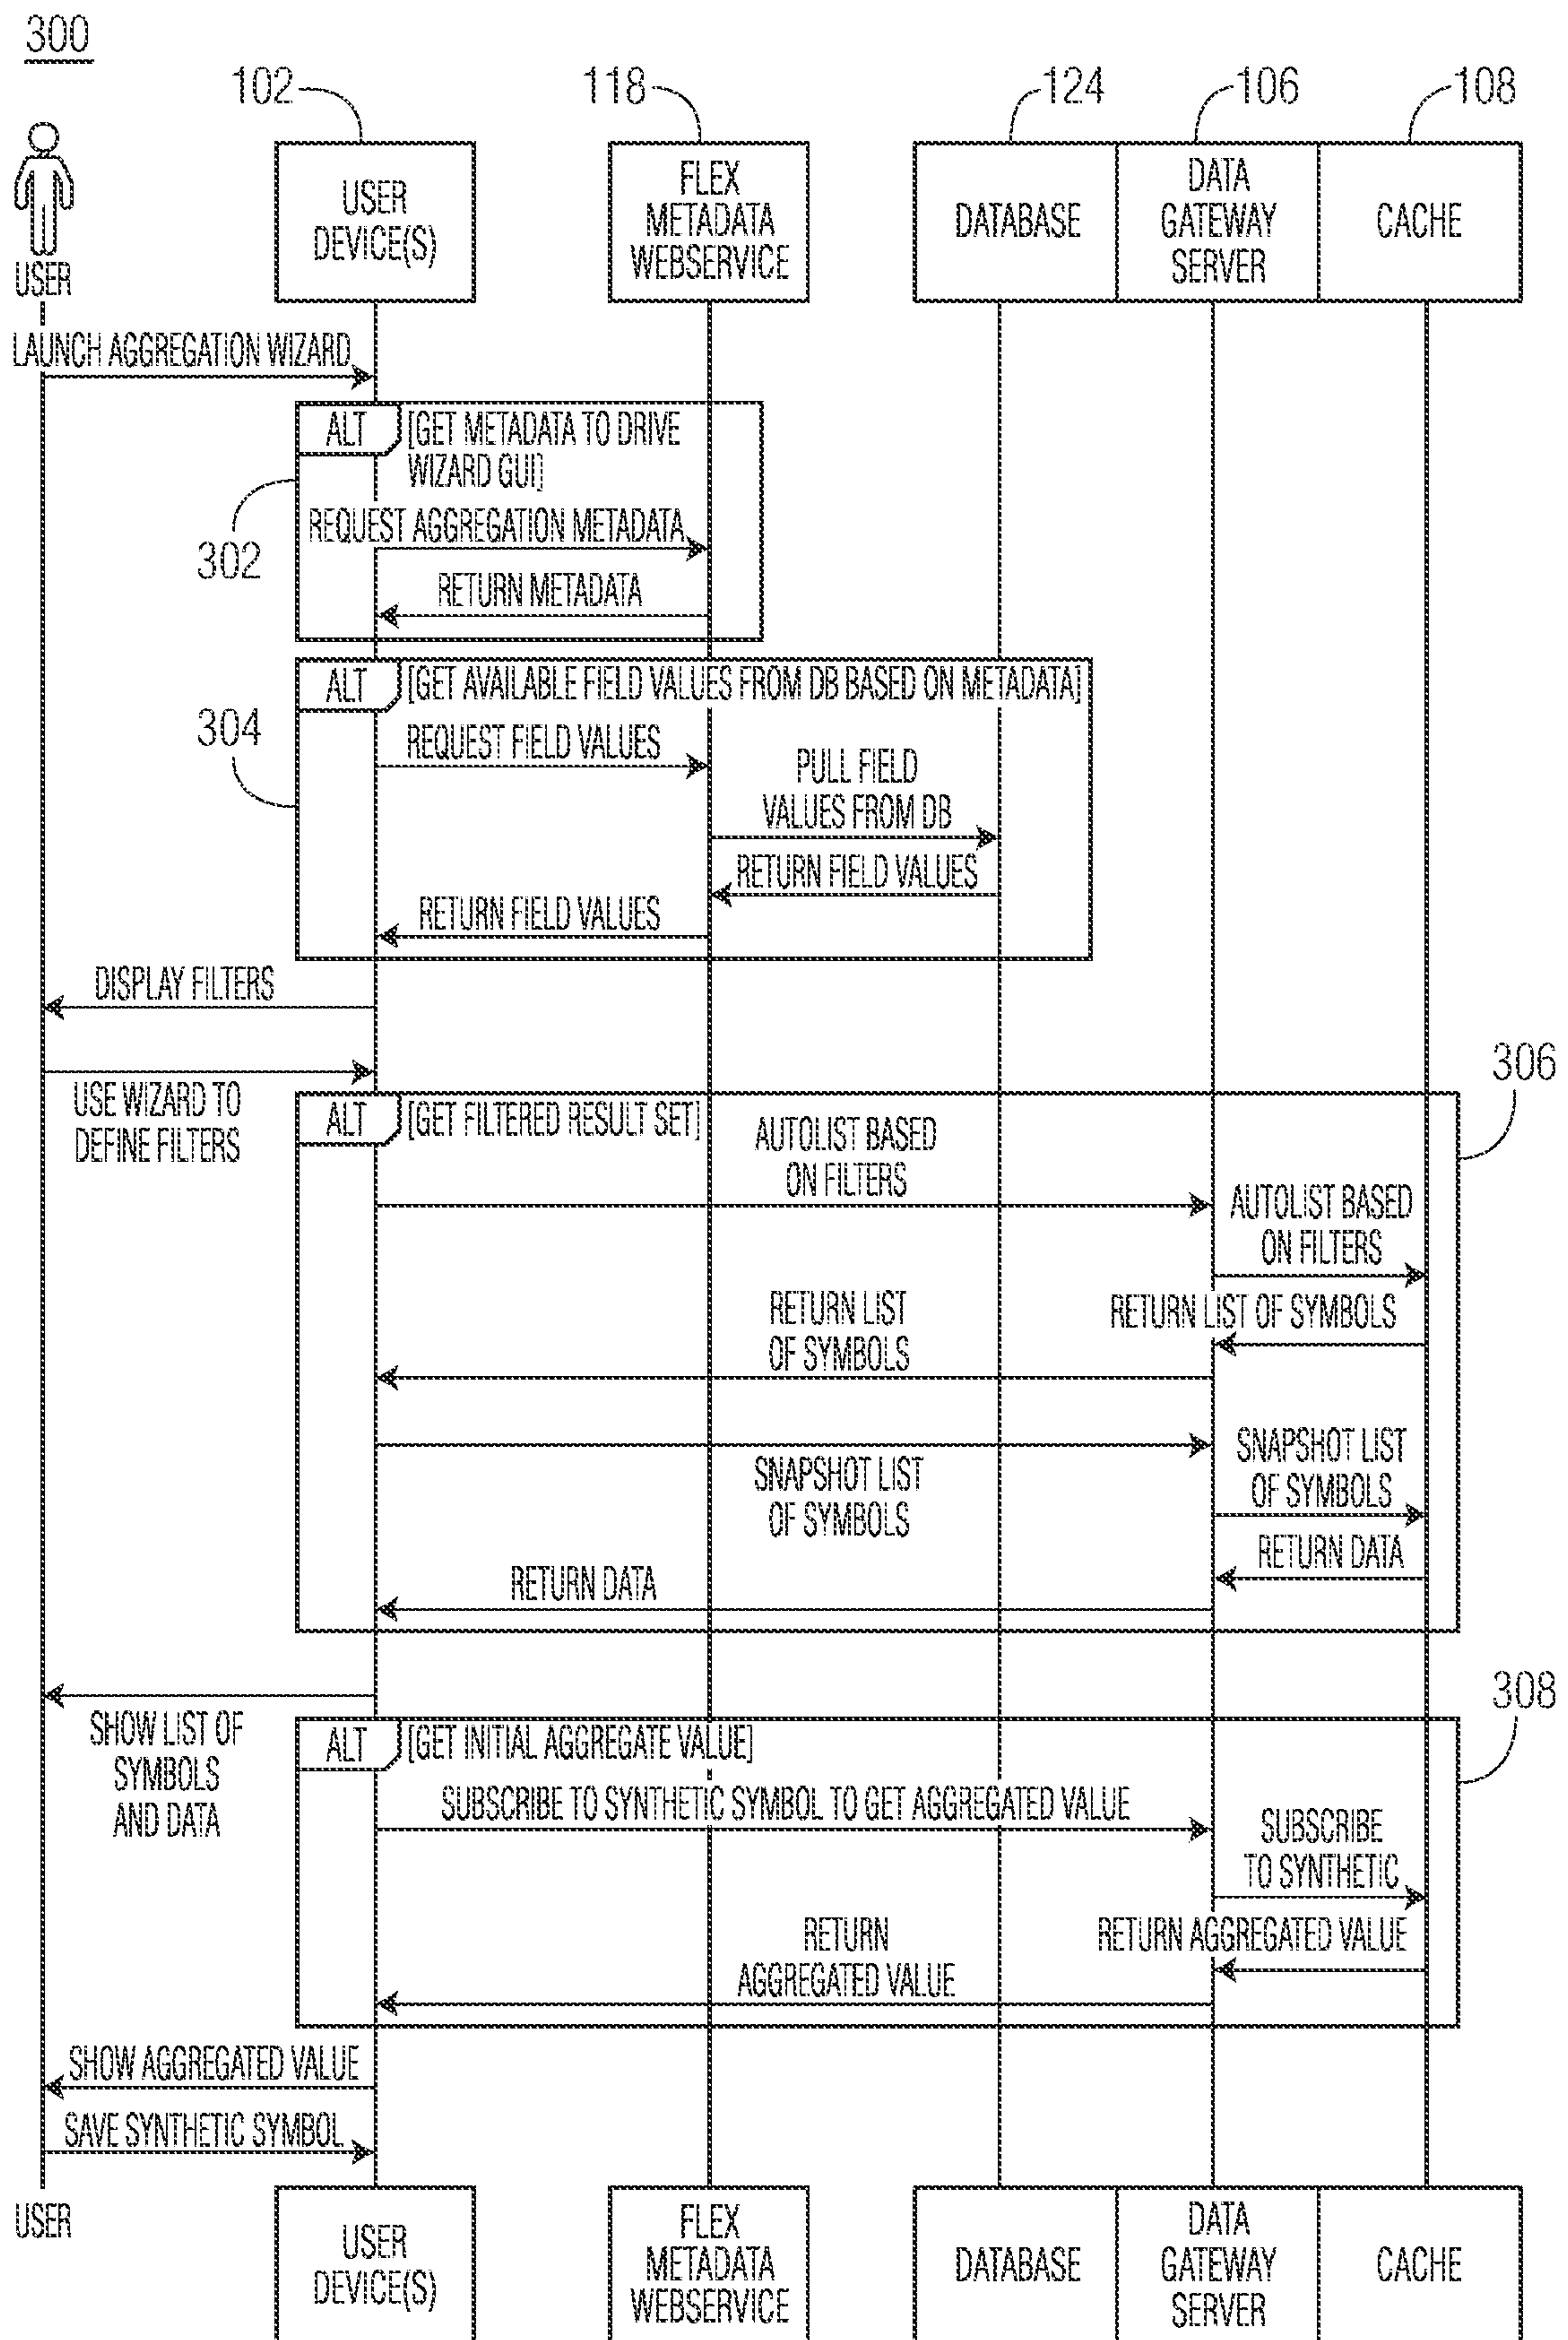 300
102
118
124
106
108
USER
DEVICE(S)
FLEX
METADATA
WEBSERVICE
DATABASE
DATA
GATEWAY
SERVER
CACHE
USER
LAUNCH AGGREGATION WIZARD
ALT
[GET METADATA TO DRIVE
WIZARD GUI]
302
REQUEST AGGREGATION METADATA
RETURN METADATA
ALT
[GET AVAILABLE FIELD VALUES FROM DB BASED ON METADATA]
304
REQUEST FIELD VALUES
PULL FIELD
VALUES FROM DB
RETURN FIELD VALUES
RETURN FIELD VALUES
DISPLAY FILTERS
USE WIZARD TO
DEFINE FILTERS
306
ALT
[GET FILTERED RESULT SET]
AUTOLIST BASED
ON FILTERS
AUTOLIST BASED
ON FILTERS
RETURN LIST OF SYMBOLS
RETURN LIST
OF SYMBOLS
SNAPSHOT LIST
OF SYMBOLS
SNAPSHOT LIST
OF SYMBOLS
RETURN DATA
RETURN DATA
SHOW LIST OF
SYMBOLS
AND DATA
308
ALT
[GET INITIAL AGGREGATE VALUE]
SUBSCRIBE TO SYNTHETIC SYMBOL TO GET AGGREGATED VALUE
SUBSCRIBE
TO SYNTHETIC
RETURN AGGREGATED VALUE
RETURN
AGGREGATED VALUE
SHOW AGGREGATED VALUE
SAVE SYNTHETIC SYMBOL
USER
USER
DEVICE(S)
FLEX
METADATA
WEBSERVICE
DATABASE
DATA
GATEWAY
SERVER
CACHE